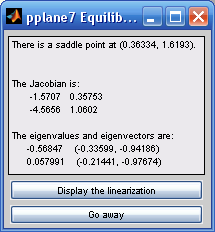 pplane7 Equilib...
There is a saddle point at (0.36334, 1.6193).
The Jacobian is:
-1.5707 0.35753
-4.5656 1.0602
The eigenvalues and eigenvectors are:
-0.56847 (-0.33599, -0.94186)
0.057991 (-0.21441, -0.97674)
Display the linearization
Go away